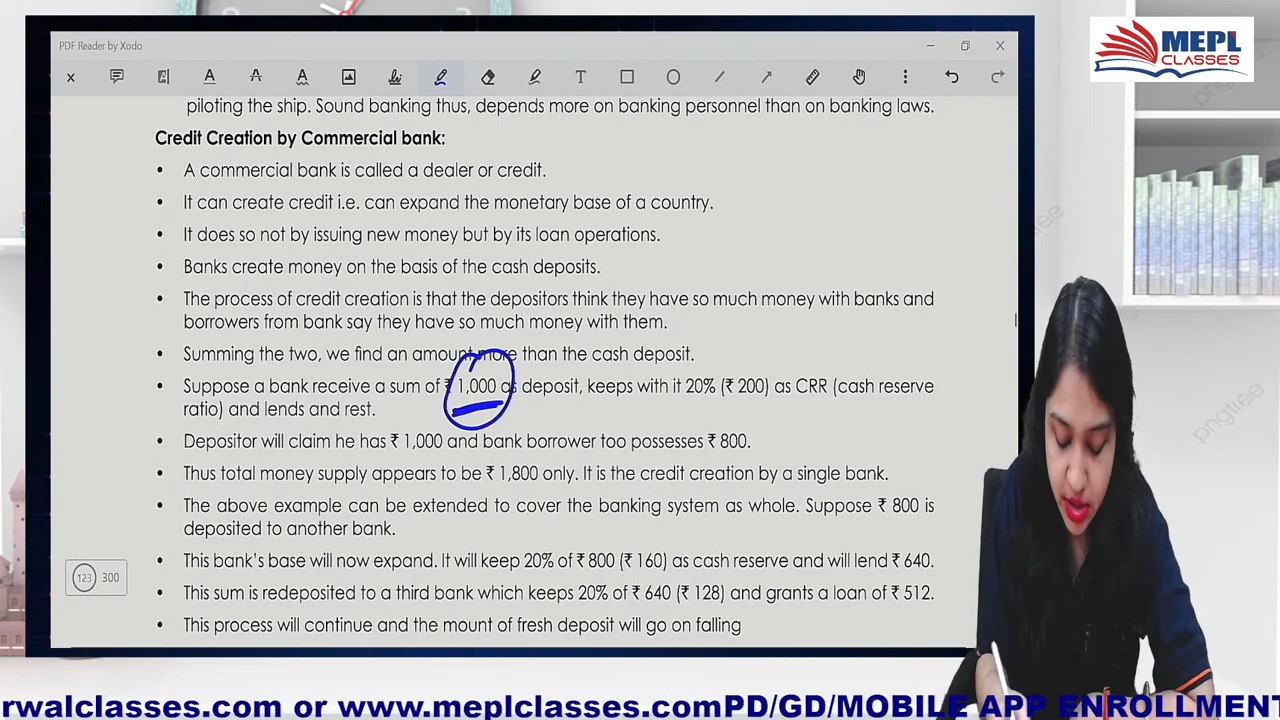 PDF Reader by Xodo
MEPL
CLASSES
piloting the ship. Sound banking thus, depends more on banking personnel than on banking laws.
Credit Creation by Commercial bank:
• A commercial bank is called a dealer or credit.
• It can create credit i.e. can expand the monetary base of a country.
• It does so not by issuing new money but by its loan operations.
• Banks create money on the basis of the cash deposits.
• The process of credit creation is that the depositors think they have so much money with banks and
borrowers from bank say they have so much money with them.
• Summing the two, we find an amount more than the cash deposit.
• Suppose a bank receive a sum of ₹ 1,000 as deposit, keeps with it 20% (₹ 200) as CRR (cash reserve
ratio) and lends and rest.
• Depositor will claim he has ₹ 1,000 and bank borrower too possesses ₹ 800.
• Thus total money supply appears to be ₹ 1,800 only. It is the credit creation by a single bank.
• The above example can be extended to cover the banking system as whole. Suppose ₹ 800 is
deposited to another bank.
• This bank's base will now expand. It will keep 20% of ₹ 800 (₹ 160) as cash reserve and will lend ₹ 640.
• This sum is redeposited to a third bank which keeps 20% of ₹ 640 (₹ 128) and grants a loan of ₹ 512.
• This process will continue and the mount of fresh deposit will go on falling
123 300
pngtree
pngtree
rwalclasses.com or www.meplclasses.comPD/GD/MOBILE APP ENROLLMENT